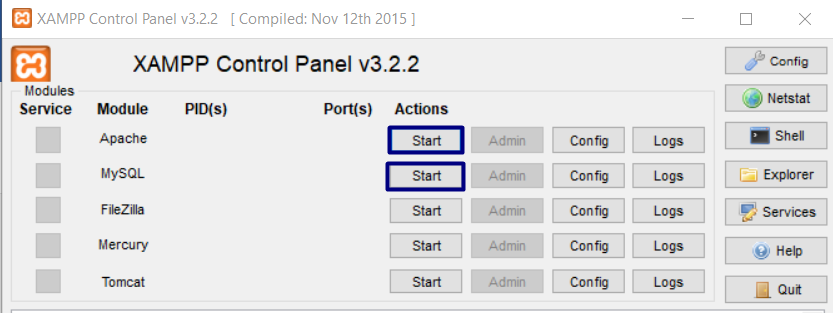 XAMPP Control Panel v3.2.2 [ Compiled: Nov 12th 2015 ]
XAMPP Control Panel v3.2.2
Config
Modules
Service Module PID(s) Port(s) Actions
Netstat
Apache Start Admin Config Logs
Shell
MySQL Start Admin Config Logs
Explorer
FileZilla Start Admin Config Logs
Services
Mercury Start Admin Config Logs
Help
Tomcat Start Admin Config Logs
Quit